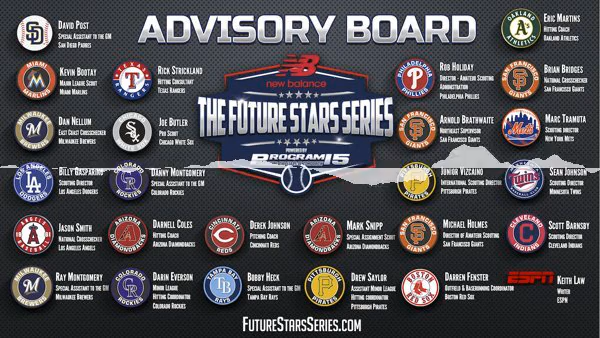 ADVISORY BOARD
David Post
Special Assistant to the GM
San Diego Padres
Eric Martins
Hitting Coach
Oakland Athletics
Kevin Bootay
Major League Scout
Miami Marlins
Rick Strickland
Hitting Consultant
Texas Rangers
new balance
THE FUTURE STARS SERIES
POWERED BY
PROGRAM 15
Rob Holiday
Director - Amateur Scouting
Administration
Philadelphia Phillies
Brian Bridges
National Crosschecker
San Francisco Giants
Dan Nellum
East Coast Crosschecker
Milwaukee Brewers
Joe Butler
Pro Scout
Chicago White Sox
Arnold Brathwaite
Northeast Supervisor
San Francisco Giants
Marc Tramuta
Scouting Director
New York Mets
Billy Gasparino
Scouting Director
Los Angeles Dodgers
Danny Montgomery
Special Assistant to the GM
Colorado Rockies
Junior Vizcaino
International Scouting Director
Pittsburgh Pirates
Sean Johnson
Scouting Director
Minnesota Twins
Jason Smith
National Crosschecker
Los Angeles Angels
Darnell Coles
Hitting Coach
Arizona Diamondbacks
Derek Johnson
Pitching Coach
Cincinnati Reds
Mark Snipp
Special Assignment Scout
Arizona Diamondbacks
Michael Holmes
Director of Amateur Scouting
San Francisco Giants
Scott Barnsby
Scouting Director
Cleveland Indians
Ray Montgomery
Special Assistant to the GM
Milwaukee Brewers
Darin Everson
Minor League
Hitting Coordinator
Colorado Rockies
Bobby Heck
Special Assistant to the GM
Tampa Bay Rays
Drew Saylor
Assistant Minor League
Hitting Coordinator
Pittsburgh Pirates
Darren Fenster
Outfield & Baserunning Coordinator
Boston Red Sox
ESPN
Keith Law
Writer
ESPN
FutureStarsSeries.com